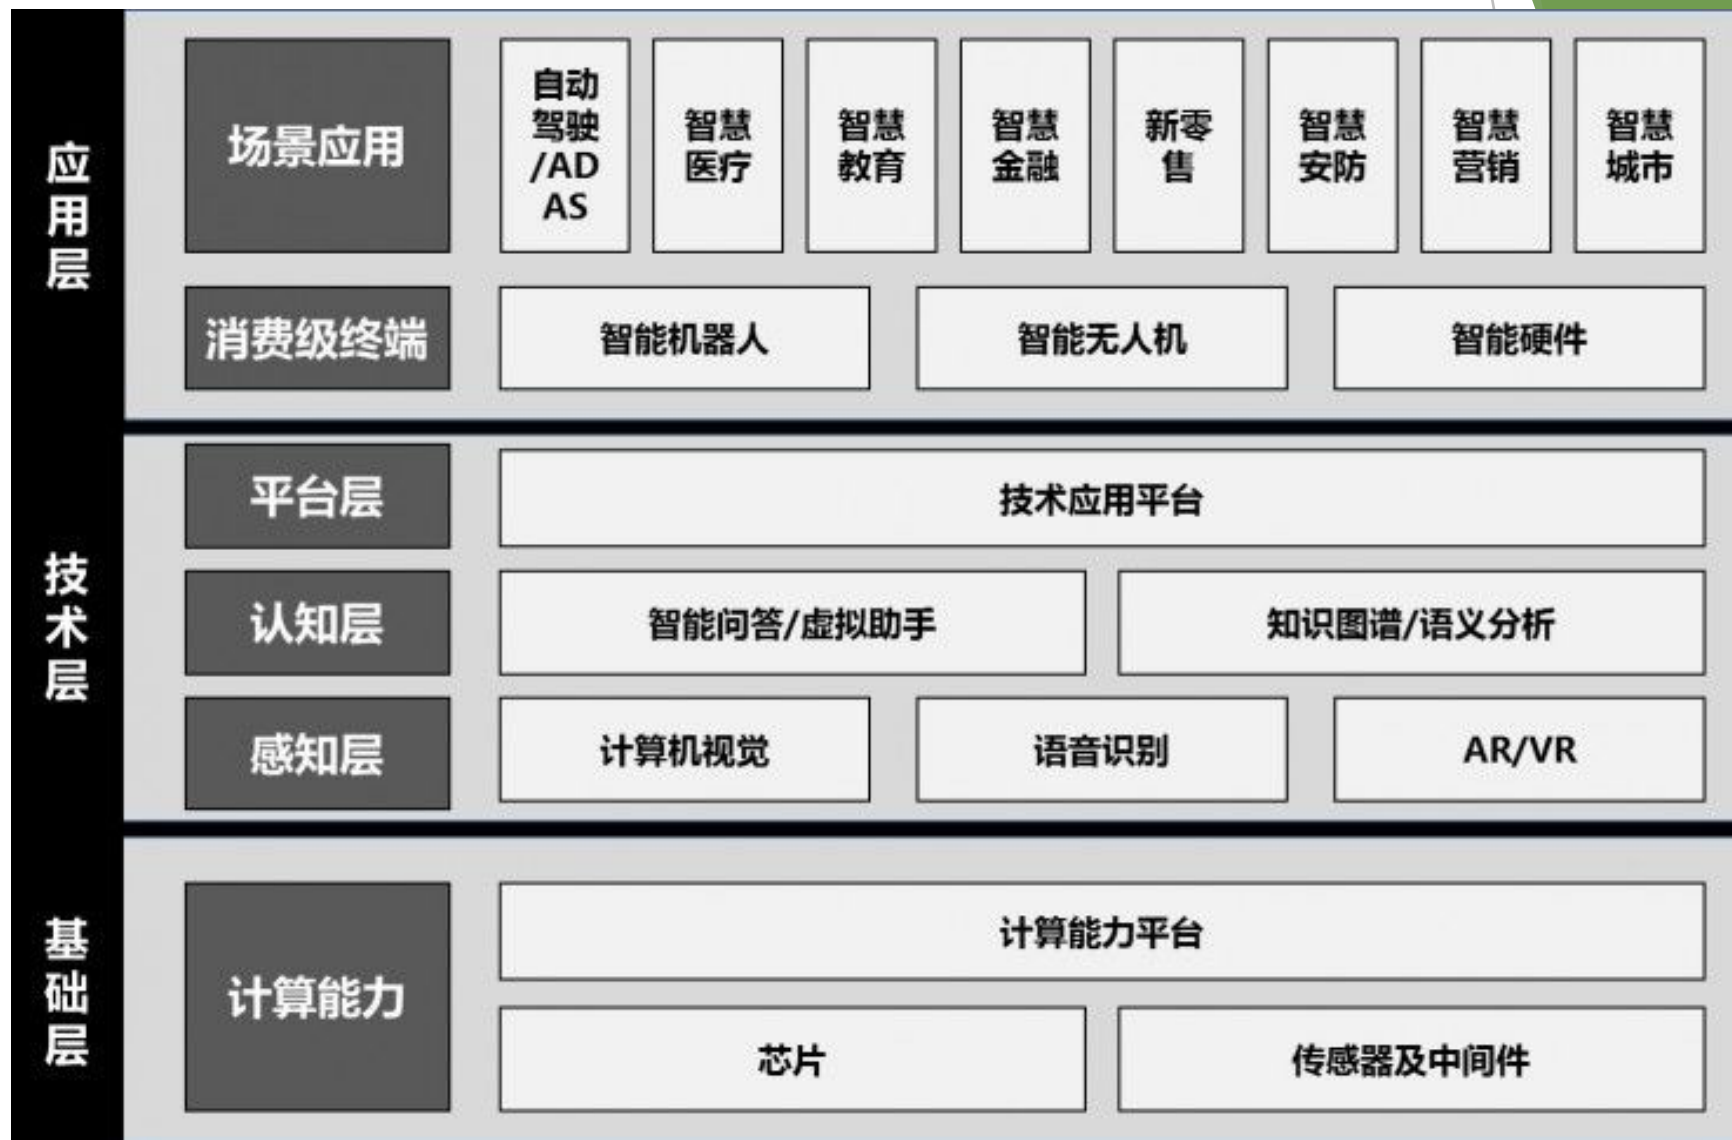 应用层
场景应用
自动
驾驶
/AD
AS
智慧
医疗
智慧
教育
智慧
金融
新零
售
智慧
安防
智慧
营销
智慧
城市
消费级终端
智能机器人
智能无人机
智能硬件
技术层
平台层
技术应用平台
认知层
智能问答/虚拟助手
知识图谱/语义分析
感知层
计算机视觉
语音识别
AR/VR
基础层
计算能力
计算能力平台
芯片
传感器及中间件